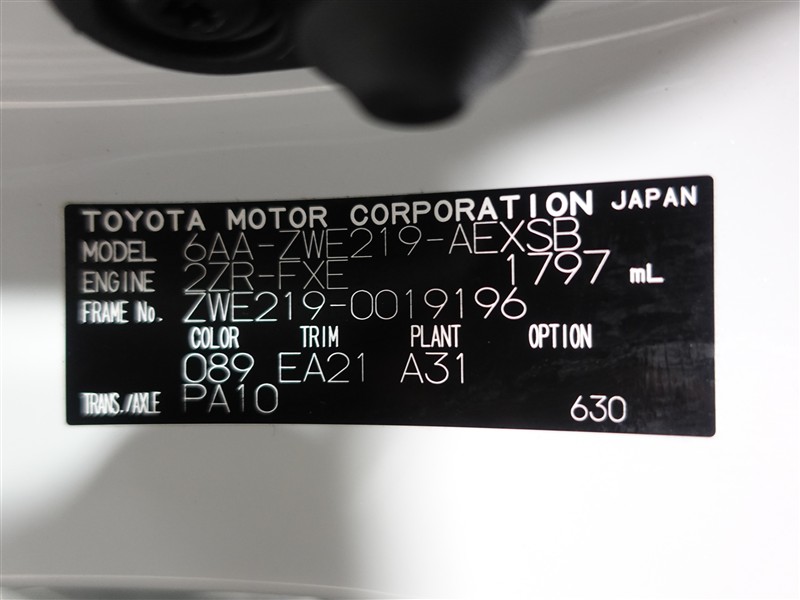 TOYOTA MOTOR CORPORATION JAPAN
MODEL 6AA-ZWE219-AEXSB
ENGINE 2ZR-FXE 1797 mL
FRAME No. ZWE219-0019196
COLOR TRIM PLANT OPTION
089 EA21 A31
TRANS./AXLE PA10 630